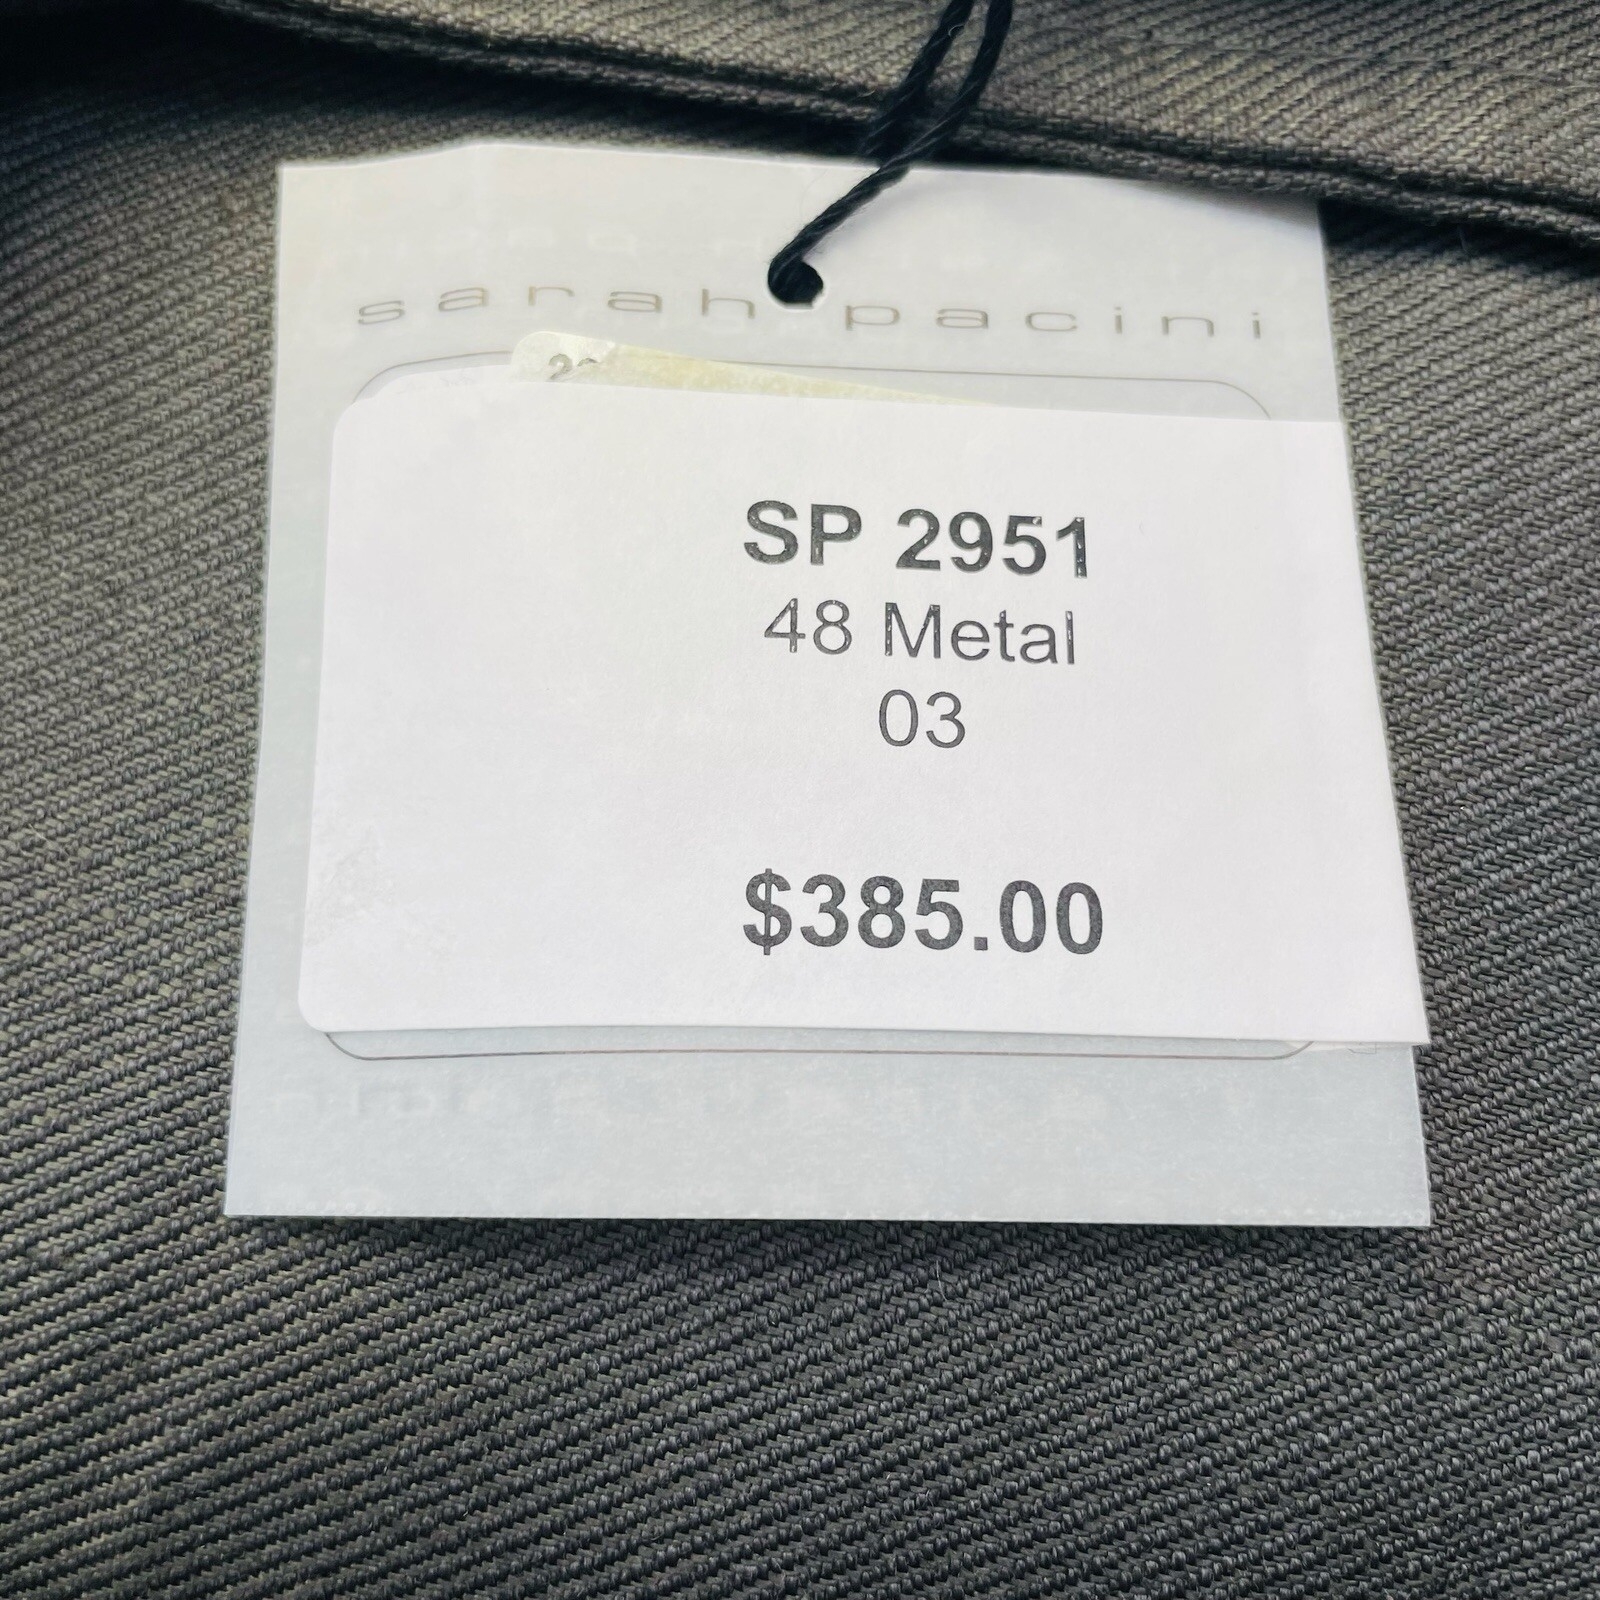 sarah pacini
SP 2951
48 Metal
03
$385.00